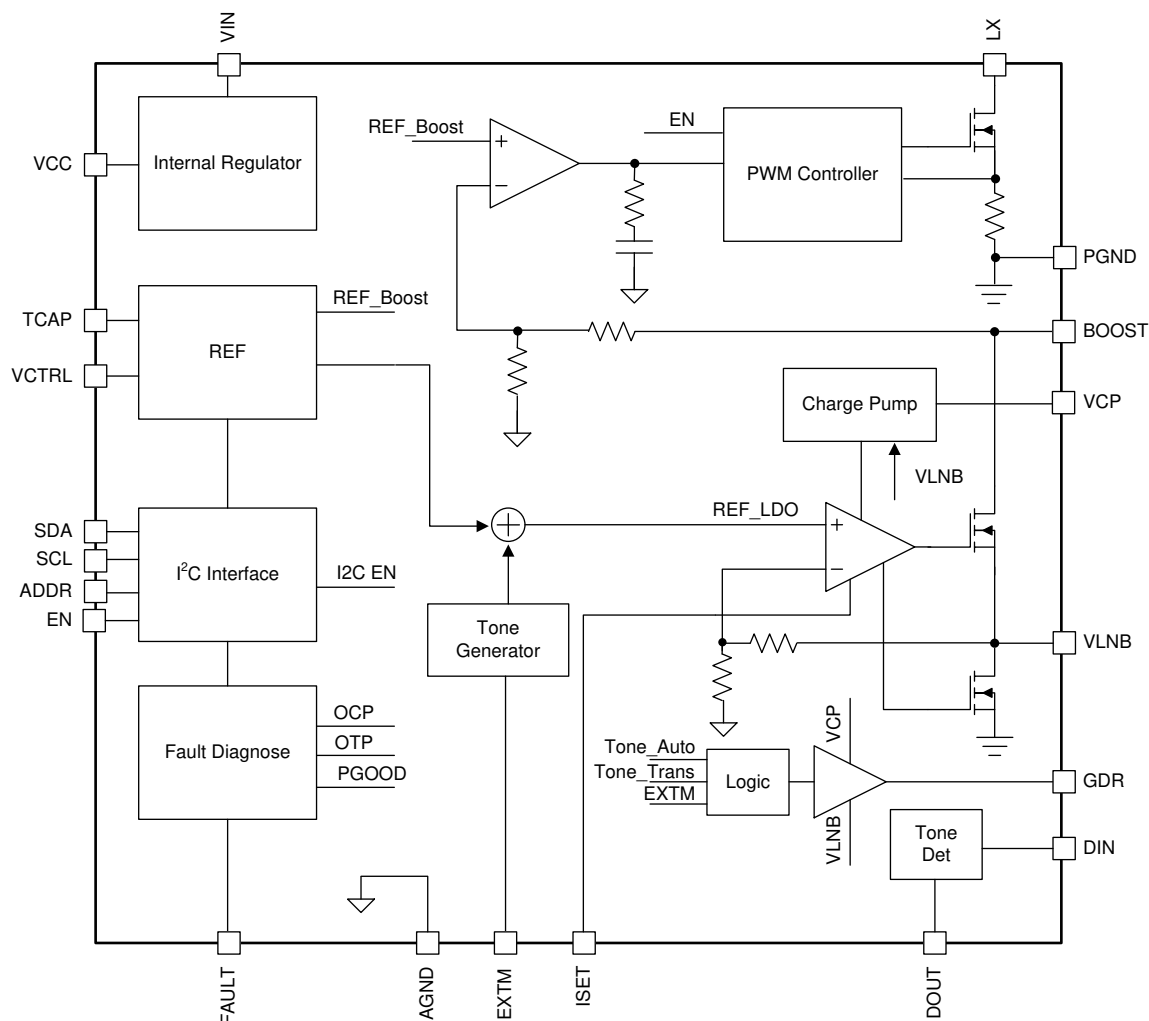 VIN
LX
REF_Boost
EN
+
−
VCC
Internal Regulator
PWM Controller
PGND
TCAP
REF_Boost
BOOST
REF
VCTRL
Charge Pump
VCP
VLNB
REF_LDO
+
−
SDA
SCL
I²C Interface
I2C EN
ADDR
EN
Tone
Generator
VLNB
OCP
Fault Diagnose
OTP
PGOOD
VCP
Tone_Auto
Tone_Trans
EXTM
Logic
GDR
VLNB
Tone
Det
DIN
FAULT
AGND
EXTM
ISET
DOUT